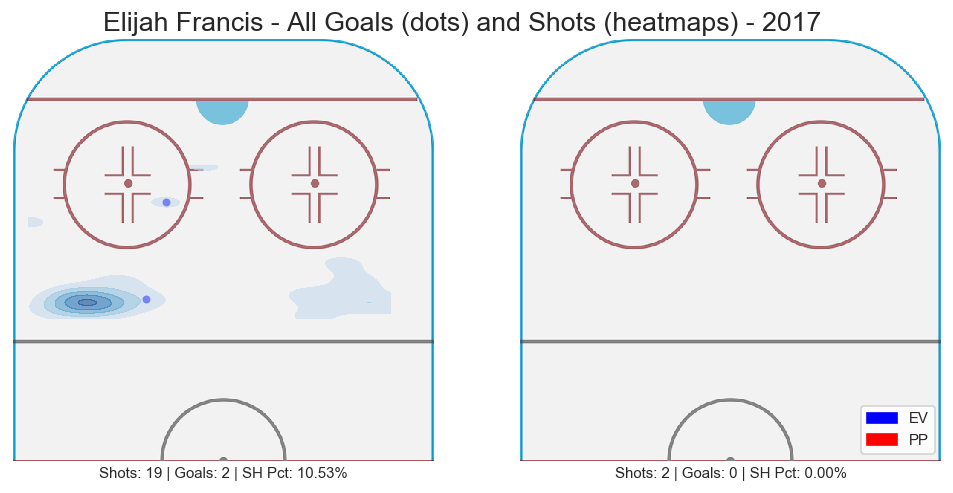 Elijah Francis - All Goals (dots) and Shots (heatmaps) - 2017
EV
PP
Shots: 19 | Goals: 2 | SH Pct: 10.53%
Shots: 2 | Goals: 0 | SH Pct: 0.00%